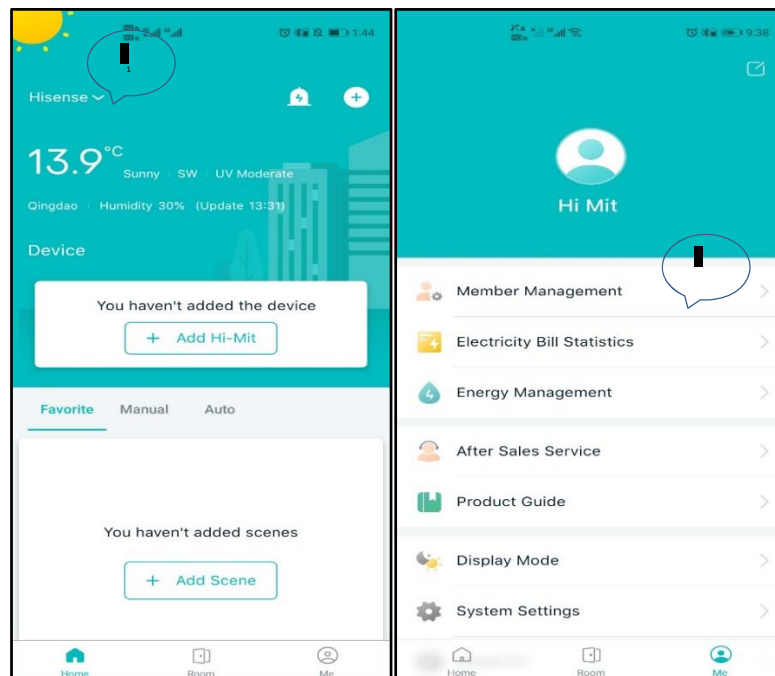 1:44
1
Hisense
13.9°C
Sunny | SW | UV Moderate
Qingdao | Humidity 30% (Update 13:31)
Device
You haven't added the device
+ Add Hi-Mit
Favorite Manual Auto
You haven't added scenes
+ Add Scene
Home Room Me
9:38
Hi Mit
Member Management
Electricity Bill Statistics
Energy Management
After Sales Service
Product Guide
Display Mode
System Settings
Home Room Me